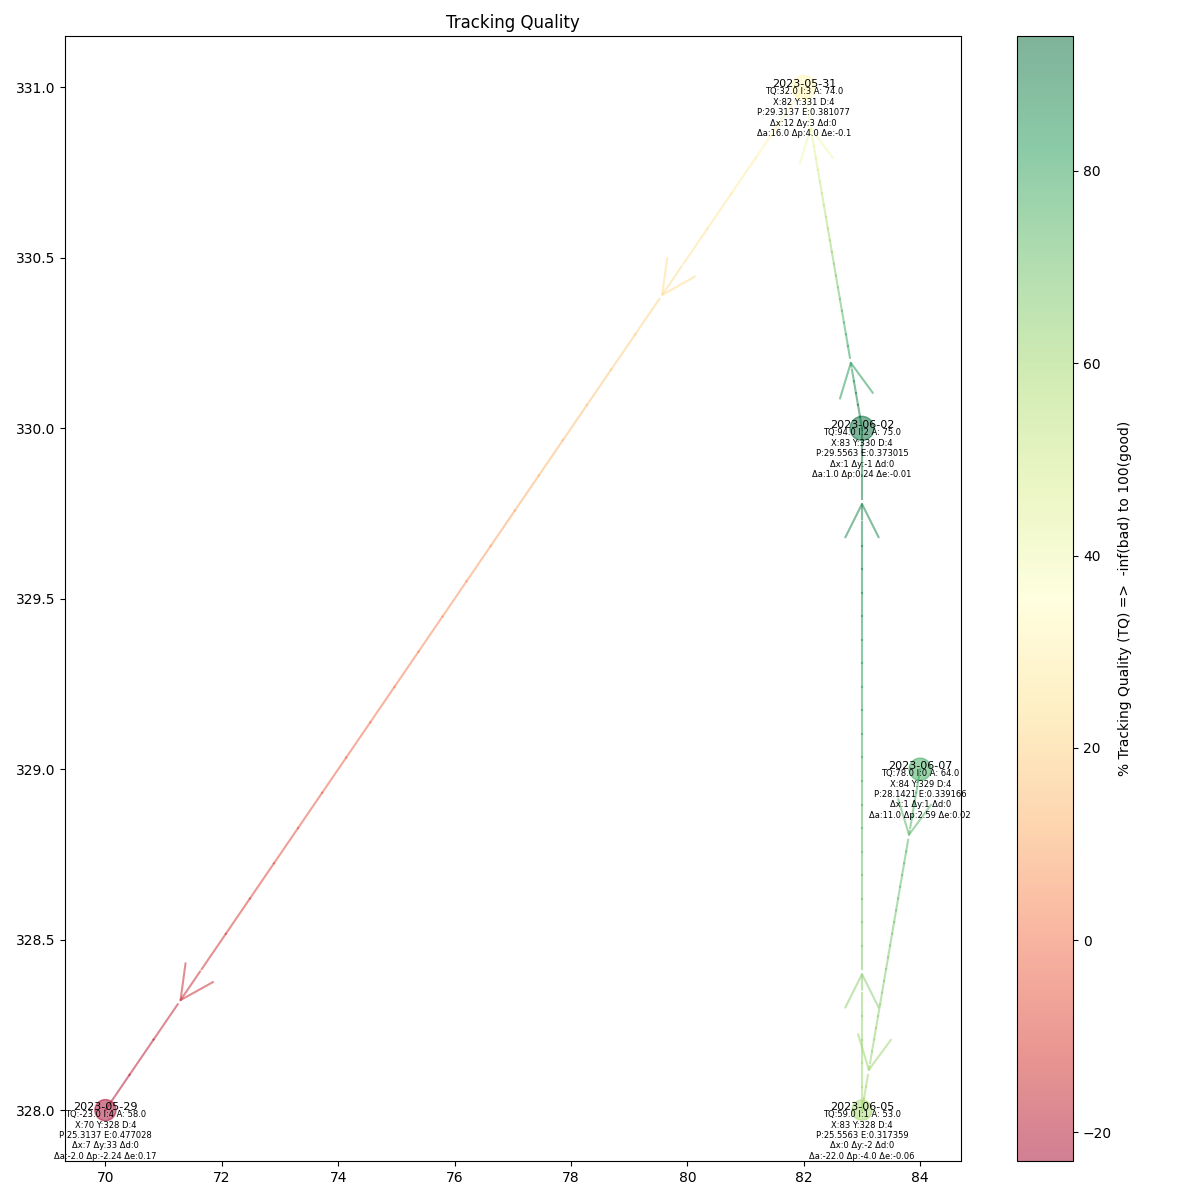 Tracking Quality
331.0
330.5
330.0
329.5
329.0
328.5
328.0
2023-05-31
TQ:32.0 I:3 A: 74.0
X:82 Y:331 D:4
P:29.3137 E:0.381077
Δx:12 Δy:3 Δd:0
Δa:16.0 Δp:4.0 Δe:-0.1
2023-06-02
TQ:94.0 I:2 A: 75.0
X:83 Y:330 D:4
P:29.5563 E:0.373015
Δx:1 Δy:-1 Δd:0
Δa:1.0 Δp:0.24 Δe:-0.01
2023-06-07
TQ:78.0 I:0 A: 64.0
X:84 Y:329 D:4
P:28.1421 E:0.339166
Δx:1 Δy:1 Δd:0
Δa:11.0 Δp:2.59 Δe:0.02
2023-05-29
TQ:-23.0 I:4 A: 58.0
X:70 Y:328 D:4
P:25.3137 E:0.477028
Δx:7 Δy:33 Δd:0
Δa:-2.0 Δp:-2.24 Δe:0.17
2023-06-05
TQ:59.0 I:1 A: 53.0
X:83 Y:328 D:4
P:25.5563 E:0.317359
Δx:0 Δy:-2 Δd:0
Δa:-22.0 Δp:-4.0 Δe:-0.06
70 72 74 76 78 80 82 84
80
60
40
20
0
−20
% Tracking Quality (TQ) =>  -inf(bad) to 100(good)